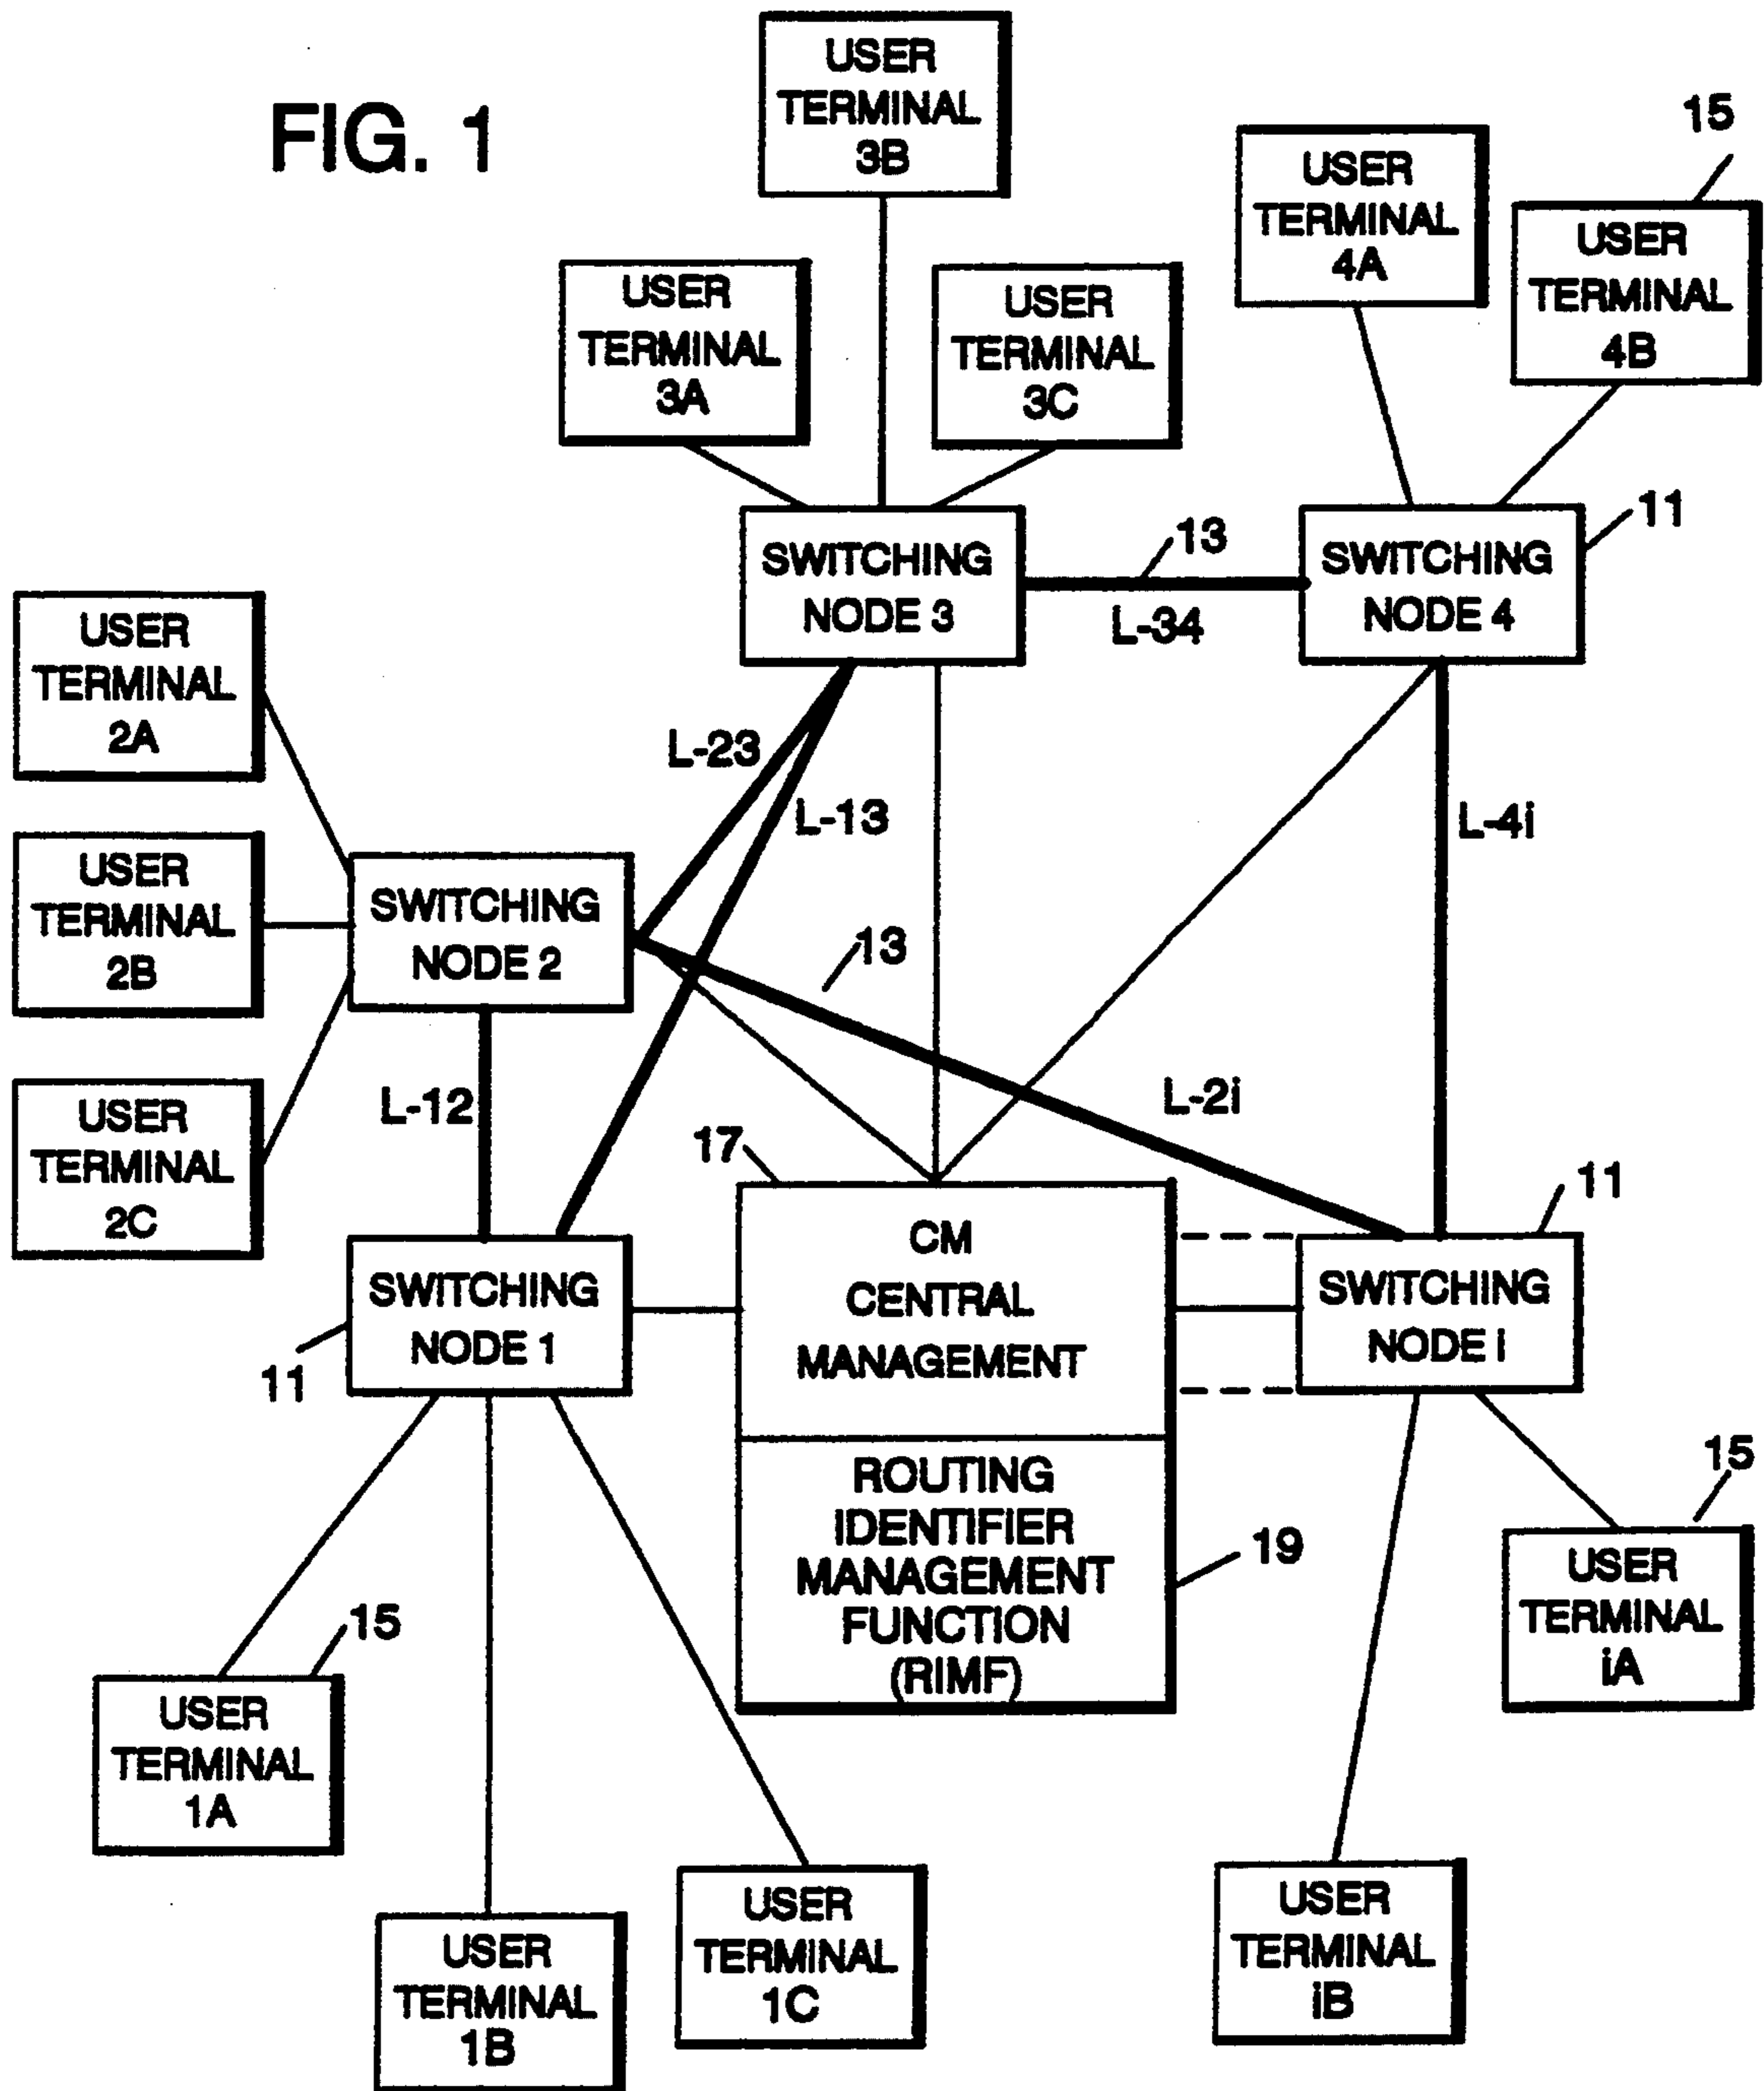 FIG. 1
USER
TERMINAL
3B
15
USER
TERMINAL
4A
USER
TERMINAL
4B
USER
TERMINAL
3A
USER
TERMINAL
3C
11
SWITCHING
NODE 3
13
L-34
SWITCHING
NODE 4
USER
TERMINAL
2A
L-23
L-13
L-4i
USER
TERMINAL
2B
SWITCHING
NODE 2
13
L-12
L-2i
USER
TERMINAL
2C
17
11
SWITCHING
NODE 1
11
CM
CENTRAL
MANAGEMENT
SWITCHING
NODE i
ROUTING
IDENTIFIER
MANAGEMENT
FUNCTION
(RIMF)
19
15
USER
TERMINAL
iA
15
USER
TERMINAL
1A
USER
TERMINAL
1B
USER
TERMINAL
1C
USER
TERMINAL
iB